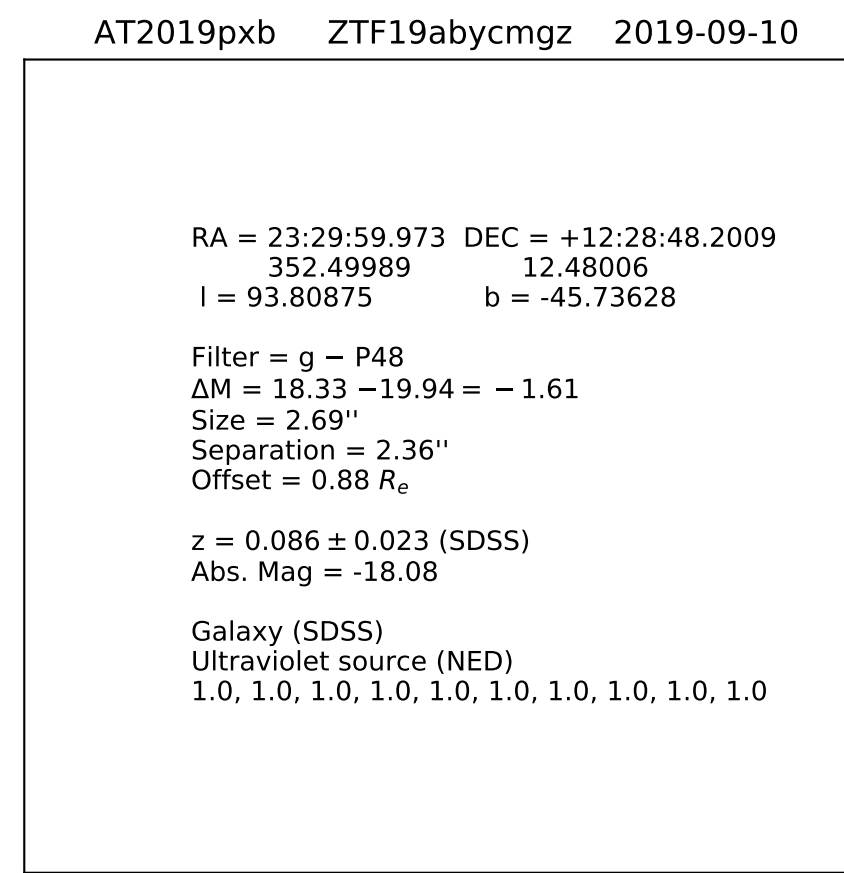 AT2019pxb ZTF19abycmgz 2019-09-10
RA = 23:29:59.973 DEC = +12:28:48.2009
352.49989 12.48006
l = 93.80875 b = -45.73628
Filter = g − P48
ΔM = 18.33 −19.94 = − 1.61
Size = 2.69''
Separation = 2.36''
Offset = 0.88 Re
z = 0.086 ± 0.023 (SDSS)
Abs. Mag = -18.08
Galaxy (SDSS)
Ultraviolet source (NED)
1.0, 1.0, 1.0, 1.0, 1.0, 1.0, 1.0, 1.0, 1.0, 1.0